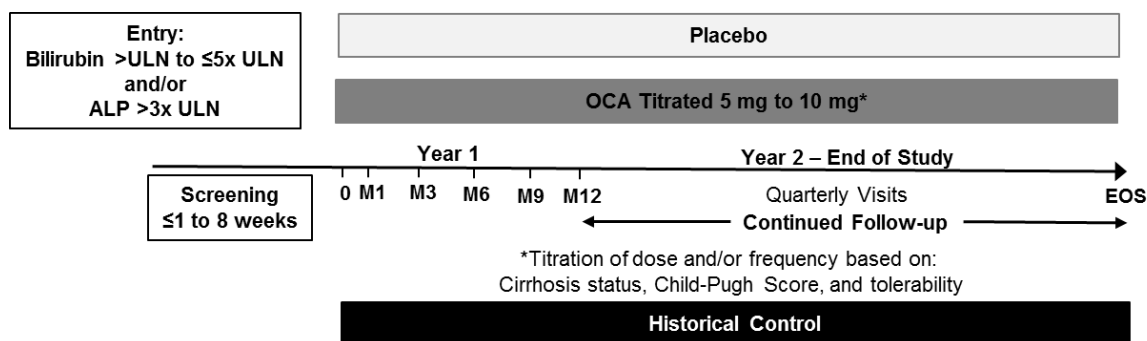 Entry:
Bilirubin >ULN to ≤5x ULN
and/or
ALP >3x ULN
Placebo
OCA Titrated 5 mg to 10 mg*
Year 1
Year 2 – End of Study
Screening
≤1 to 8 weeks
0 M1 M3 M6 M9 M12
Quarterly Visits
EOS
Continued Follow-up
*Titration of dose and/or frequency based on:
Cirrhosis status, Child-Pugh Score, and tolerability
Historical Control